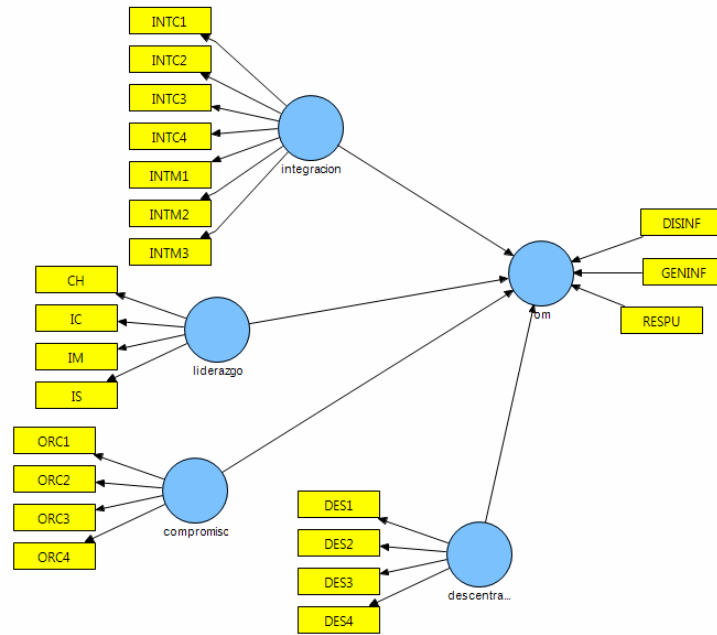 INTC1
INTC2
INTC3
INTC4
INTM1
INTM2
INTM3
integracion
DISINF
GENINF
RESPU
om
CH
IC
IM
IS
liderazgo
ORC1
ORC2
ORC3
ORC4
compromisc
DES1
DES2
DES3
DES4
descentra...